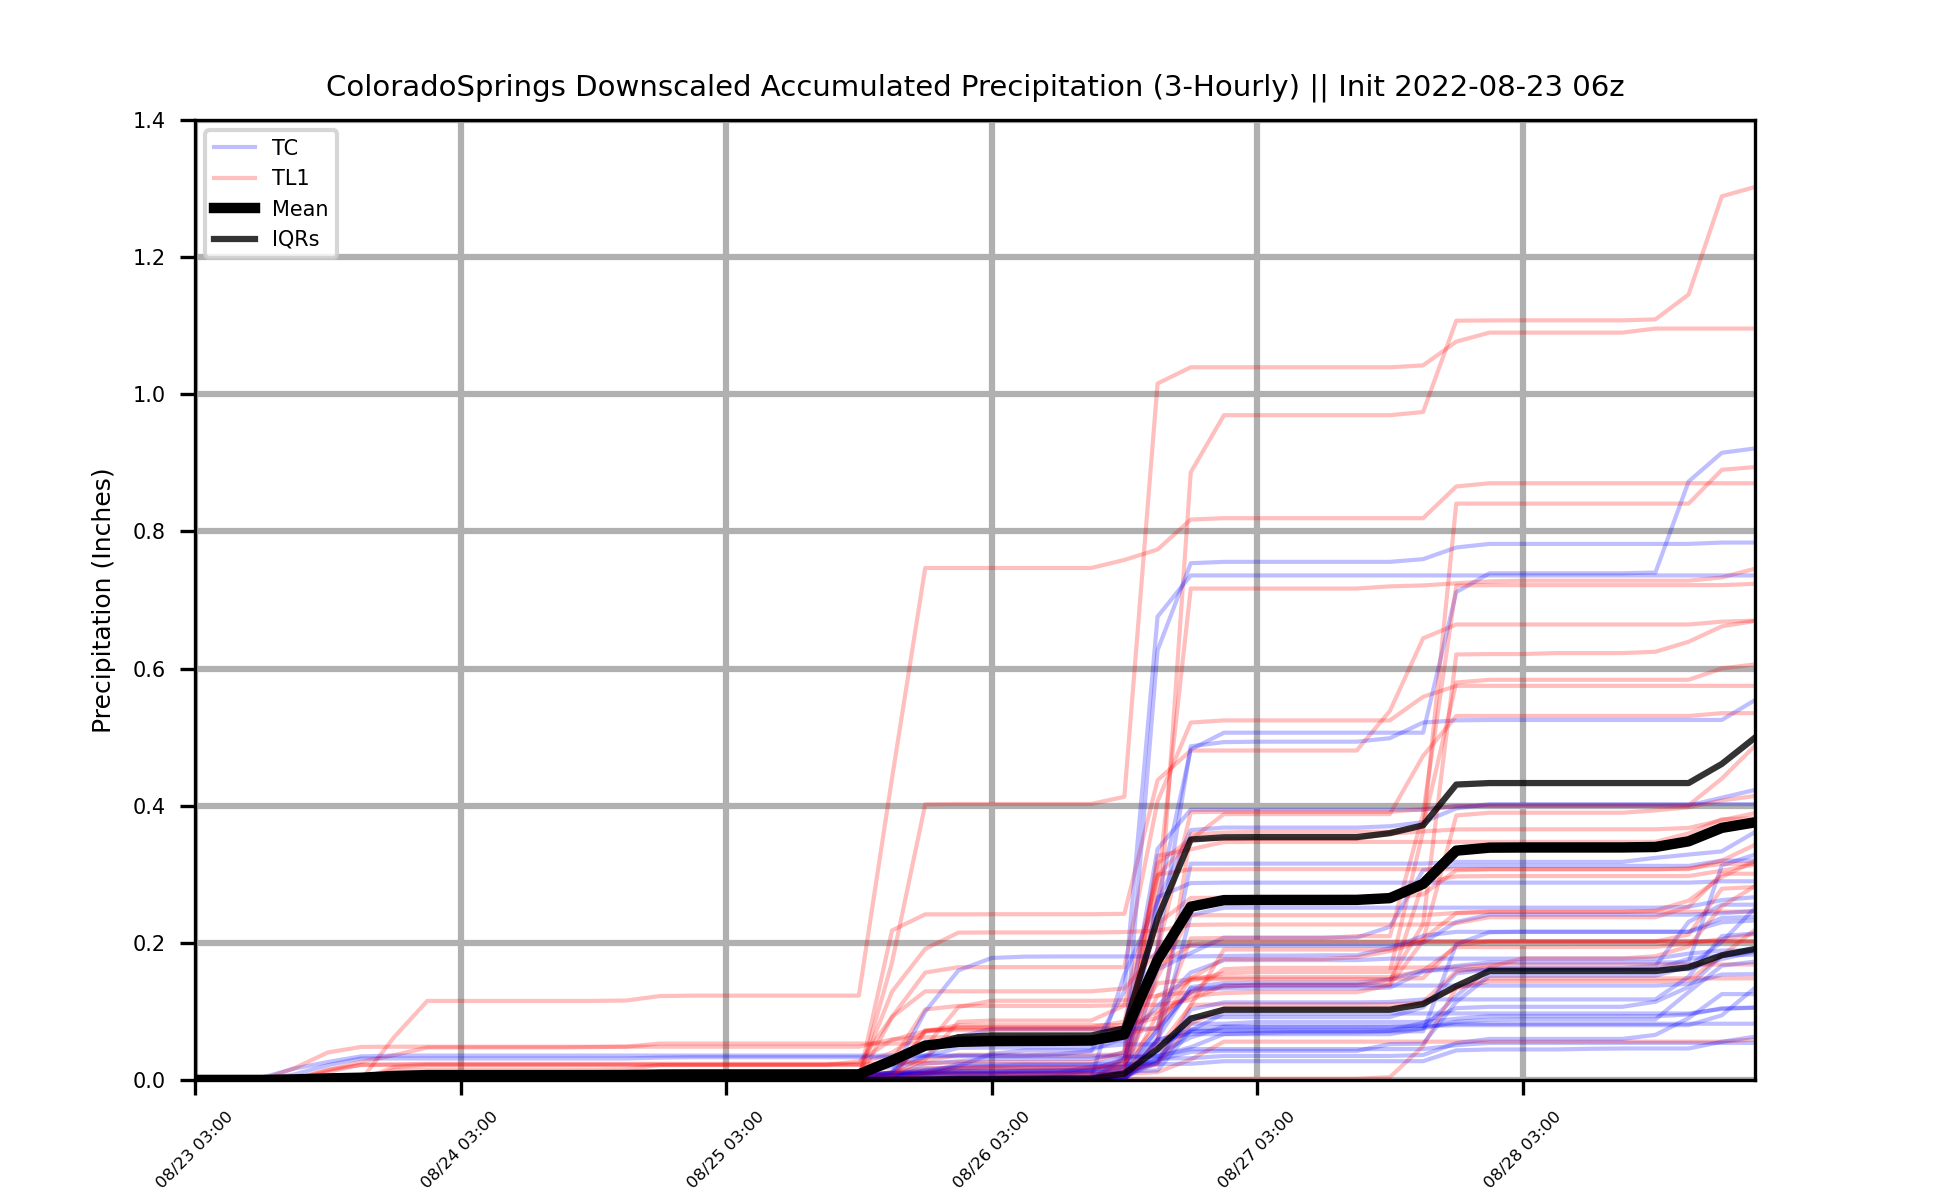 ColoradoSprings Downscaled Accumulated Precipitation (3-Hourly) || Init 2022-08-23 06z
1.4
1.2
1.0
0.8
0.6
0.4
0.2
0.0
Precipitation (Inches)
TC
TL1
Mean
IQRs
08/23 03:00
08/24 03:00
08/25 03:00
08/26 03:00
08/27 03:00
08/28 03:00